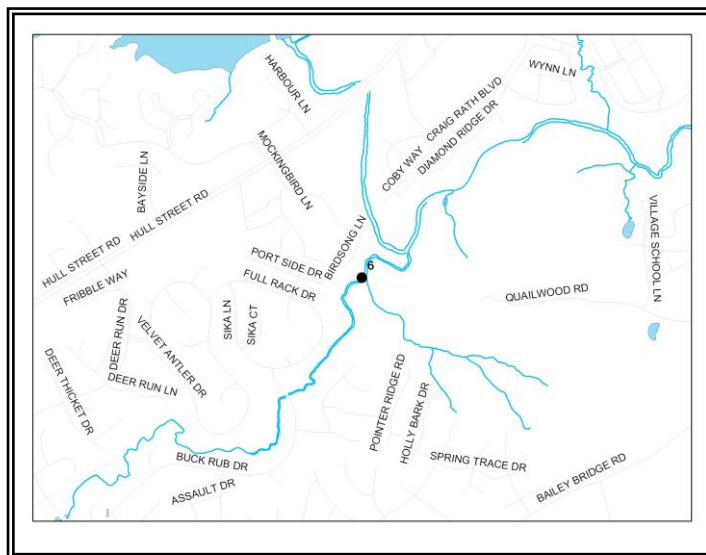 WYNN LN
HARBOUR LN
CRAIG RATH BLVD
MOCKINGBIRD LN
COBY WAY
DIAMOND RIDGE DR
BAYSIDE LN
HULL STREET RD
HULL STREET RD
VILLAGE SCHOOL LN
BIRDSONG LN
PORT SIDE DR
6
FRIBBLE WAY
FULL RACK DR
QUAILWOOD RD
SIKA LN
SIKA CT
DEER RUN DR
VELVET ANTLER DR
DEER THICKET DR
DEER RUN LN
POINTER RIDGE RD
HOLLY BARK DR
BUCK RUB DR
SPRING TRACE DR
ASSAULT DR
BAILEY BRIDGE RD